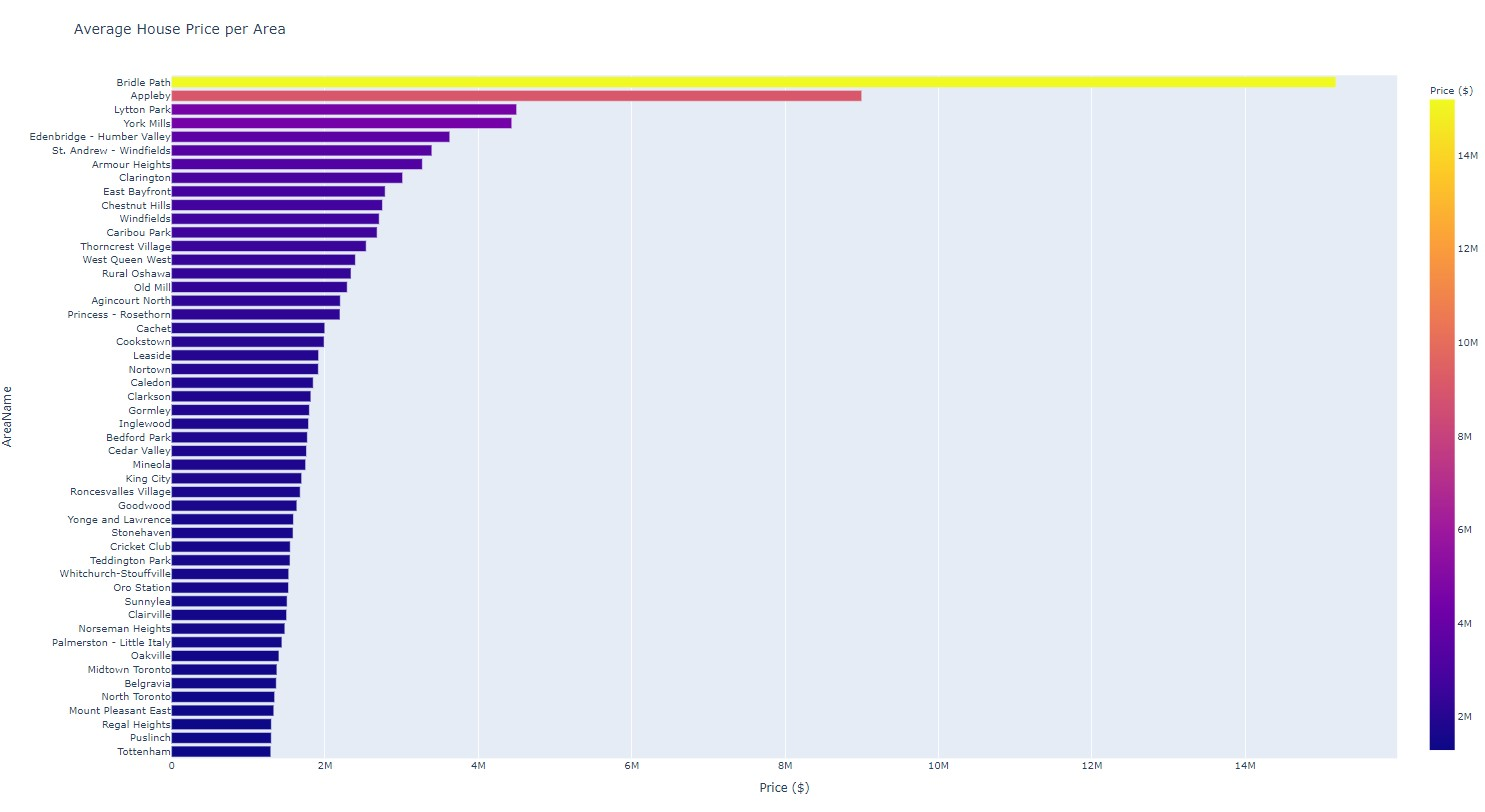 Average House Price per Area
Bridle Path
Appleby
Lytton Park
York Mills
Edenbridge - Humber Valley
St. Andrew - Windfields
Armour Heights
Clarington
East Bayfront
Chestnut Hills
Windfields
Caribou Park
Thorncrest Village
West Queen West
Rural Oshawa
Old Mill
Agincourt North
Princess - Rosethorn
Cachet
Cookstown
Leaside
Nortown
Caledon
Clarkson
Gormley
Inglewood
Bedford Park
Cedar Valley
Mineola
King City
Roncesvalles Village
Goodwood
Yonge and Lawrence
Stonehaven
Cricket Club
Teddington Park
Whitchurch-Stouffville
Oro Station
Sunnylea
Clairville
Norseman Heights
Palmerston - Little Italy
Oakville
Midtown Toronto
Belgravia
North Toronto
Mount Pleasant East
Regal Heights
Puslinch
Tottenham
AreaName
0 2M 4M 6M 8M 10M 12M 14M
Price ($)
Price ($)
14M
12M
10M
8M
6M
4M
2M